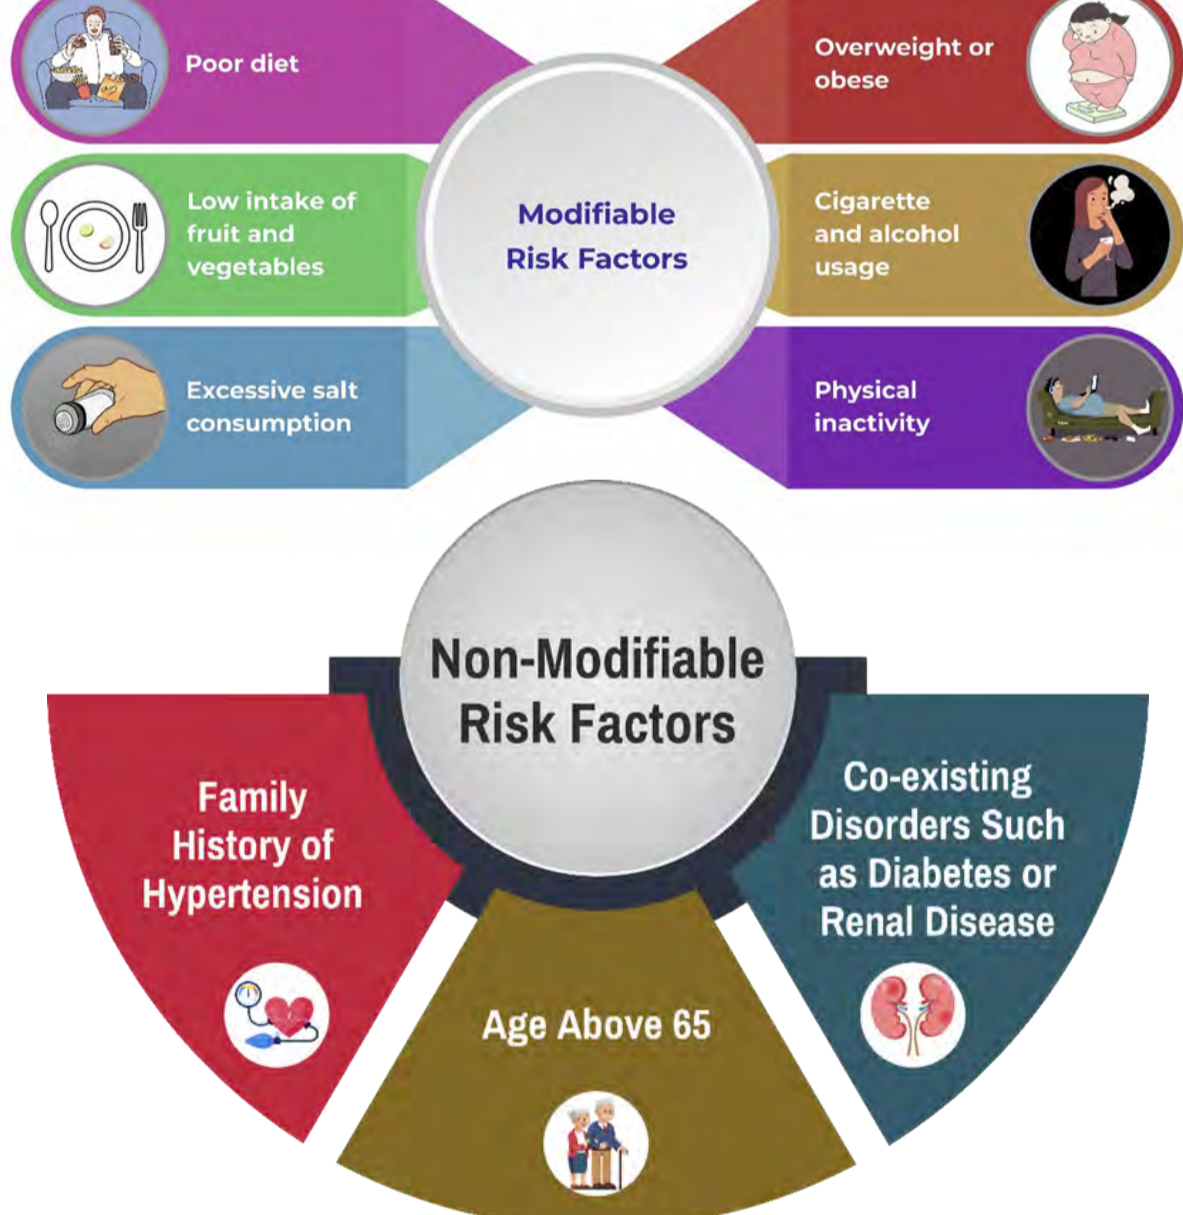 Poor diet
Low intake of
fruit and
vegetables
Excessive salt
consumption
Modifiable
Risk Factors
Overweight or
obese
Cigarette
and alcohol
usage
Physical
inactivity
Non-Modifiable
Risk Factors
Family
History of
Hypertension
Age Above 65
Co-existing
Disorders Such
as Diabetes or
Renal Disease